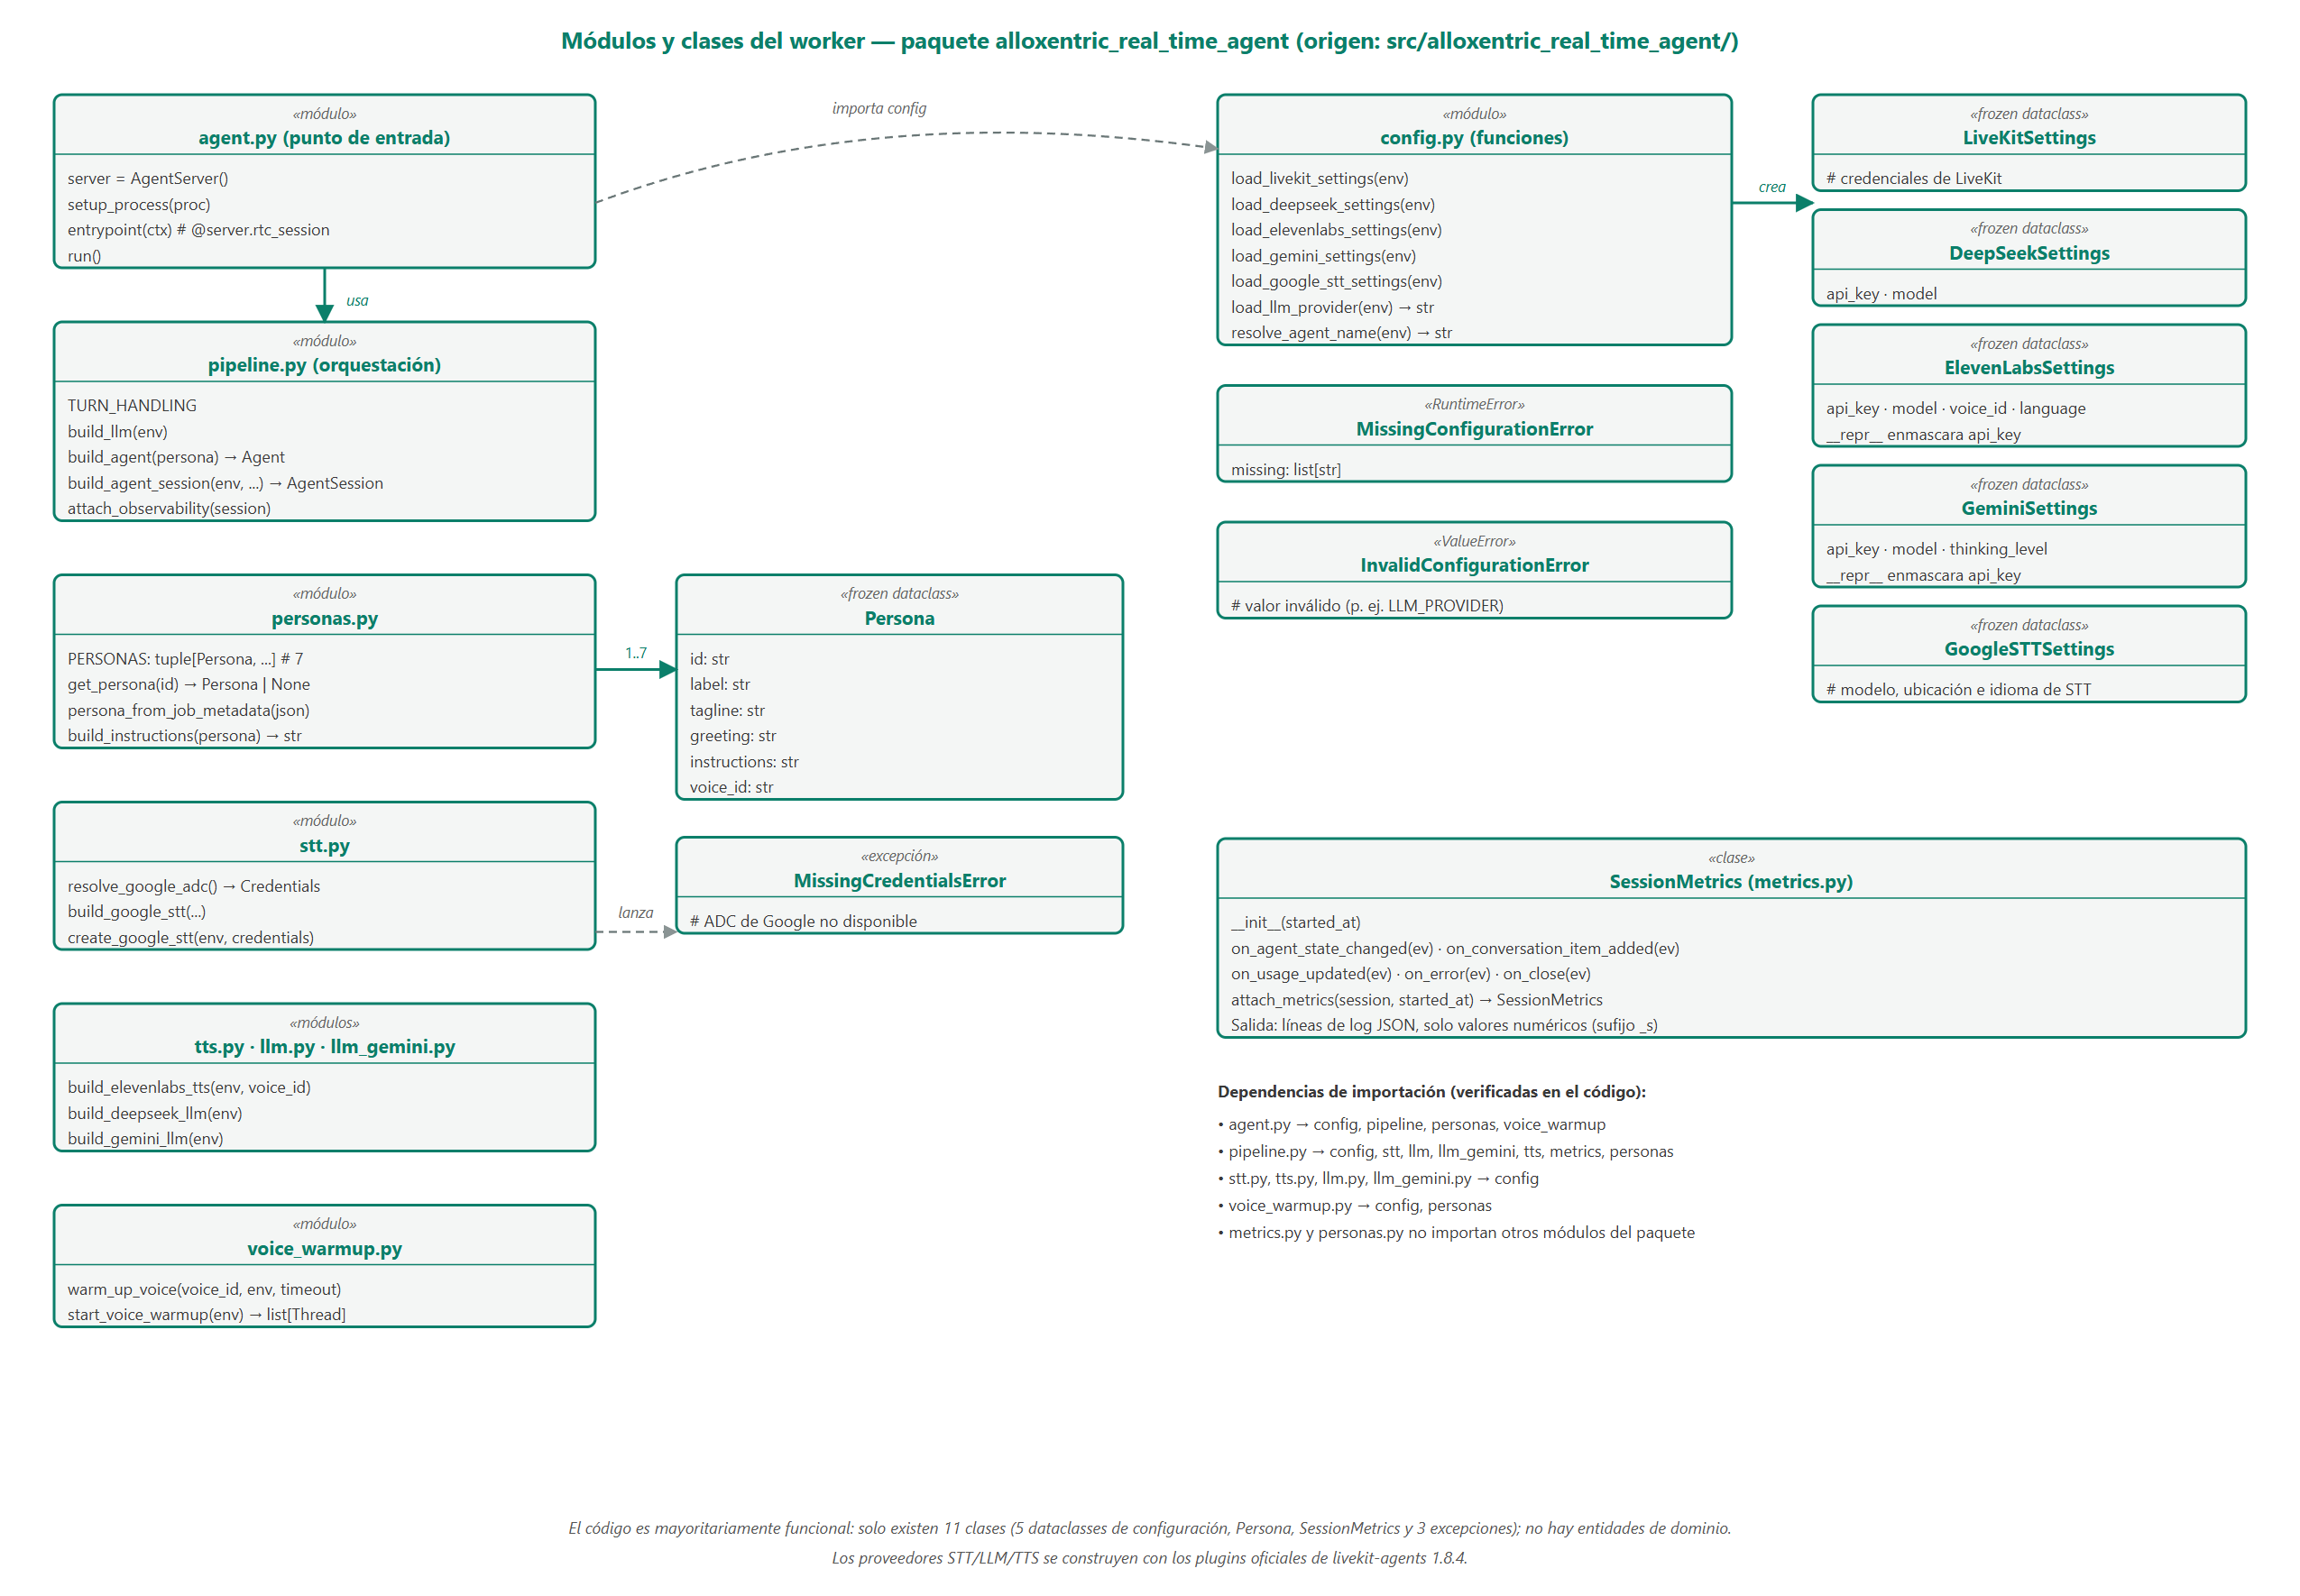 Módulos y clases del worker — paquete alloxentric_real_time_agent (origen: src/alloxentric_real_time_agent/)
«módulo»
agent.py (punto de entrada)
server = AgentServer()
setup_process(proc)
entrypoint(ctx) # @server.rtc_session
run()
importa config
usa
«módulo»
pipeline.py (orquestación)
TURN_HANDLING
build_llm(env)
build_agent(persona) → Agent
build_agent_session(env, ...) → AgentSession
attach_observability(session)
«módulo»
personas.py
PERSONAS: tuple[Persona, ...] # 7
get_persona(id) → Persona | None
persona_from_job_metadata(json)
build_instructions(persona) → str
1..7
«frozen dataclass»
Persona
id: str
label: str
tagline: str
greeting: str
instructions: str
voice_id: str
«módulo»
stt.py
resolve_google_adc() → Credentials
build_google_stt(...)
create_google_stt(env, credentials)
lanza
«excepción»
MissingCredentialsError
# ADC de Google no disponible
«módulos»
tts.py · llm.py · llm_gemini.py
build_elevenlabs_tts(env, voice_id)
build_deepseek_llm(env)
build_gemini_llm(env)
«módulo»
voice_warmup.py
warm_up_voice(voice_id, env, timeout)
start_voice_warmup(env) → list[Thread]
«módulo»
config.py (funciones)
load_livekit_settings(env)
load_deepseek_settings(env)
load_elevenlabs_settings(env)
load_gemini_settings(env)
load_google_stt_settings(env)
load_llm_provider(env) → str
resolve_agent_name(env) → str
crea
«RuntimeError»
MissingConfigurationError
missing: list[str]
«ValueError»
InvalidConfigurationError
# valor inválido (p. ej. LLM_PROVIDER)
«frozen dataclass»
LiveKitSettings
# credenciales de LiveKit
«frozen dataclass»
DeepSeekSettings
api_key · model
«frozen dataclass»
ElevenLabsSettings
api_key · model · voice_id · language
__repr__ enmascara api_key
«frozen dataclass»
GeminiSettings
api_key · model · thinking_level
__repr__ enmascara api_key
«frozen dataclass»
GoogleSTTSettings
# modelo, ubicación e idioma de STT
«clase»
SessionMetrics (metrics.py)
__init__(started_at)
on_agent_state_changed(ev) · on_conversation_item_added(ev)
on_usage_updated(ev) · on_error(ev) · on_close(ev)
attach_metrics(session, started_at) → SessionMetrics
Salida: líneas de log JSON, solo valores numéricos (sufijo _s)
Dependencias de importación (verificadas en el código):
• agent.py → config, pipeline, personas, voice_warmup
• pipeline.py → config, stt, llm, llm_gemini, tts, metrics, personas
• stt.py, tts.py, llm.py, llm_gemini.py → config
• voice_warmup.py → config, personas
• metrics.py y personas.py no importan otros módulos del paquete
El código es mayoritariamente funcional: solo existen 11 clases (5 dataclasses de configuración, Persona, SessionMetrics y 3 excepciones); no hay entidades de dominio.
Los proveedores STT/LLM/TTS se construyen con los plugins oficiales de livekit-agents 1.8.4.